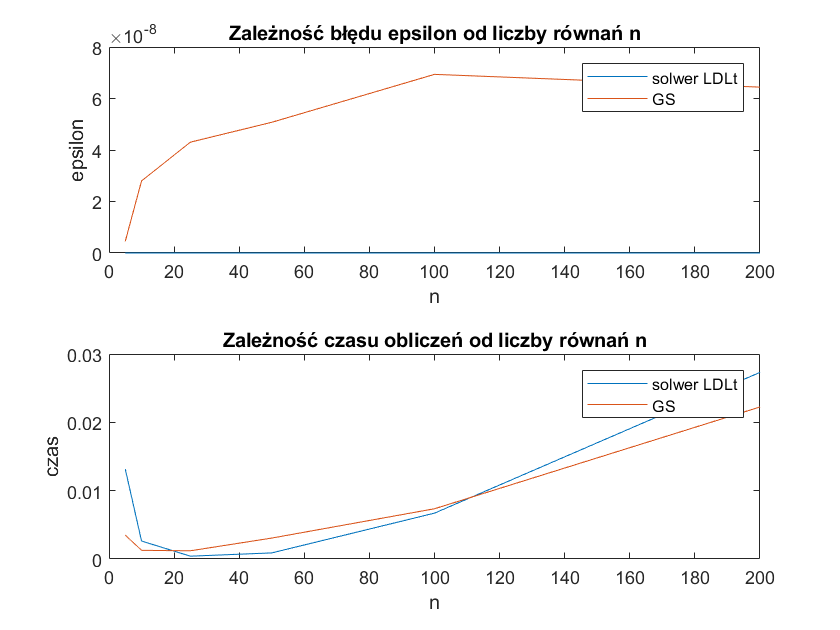 ×10-8
Zależność błędu epsilon od liczby równań n
8
6
4
2
0
epsilon
solwer LDLt
GS
0 20 40 60 80 100 120 140 160 180 200
n
Zależność czasu obliczeń od liczby równań n
0.03
0.02
0.01
0
czas
solwer LDLt
GS
0 20 40 60 80 100 120 140 160 180 200
n